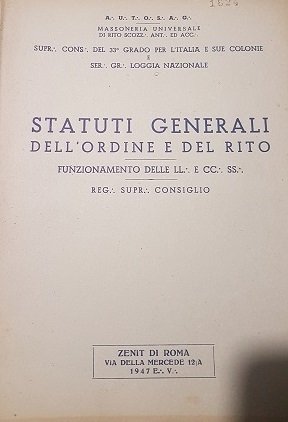 A∴ U∴ T∴ O∴ S∴ A∴ G∴
MASSONERIA UNIVERSALE
DI RITO SCOZZ∴ ANT∴ ED ACC∴
SUPR∴ CONS∴ DEL 33º GRADO PER L'ITALIA E SUE COLONIE
E
SER∴ GR∴ LOGGIA NAZIONALE
STATUTI GENERALI
DELL'ORDINE E DEL RITO
FUNZIONAMENTO DELLE LL∴ E CC∴ SS∴
REG∴ SUPR∴ CONSIGLIO
ZENIT DI ROMA
VIA DELLA MERCEDE 12/A
1947 E∴ V∴